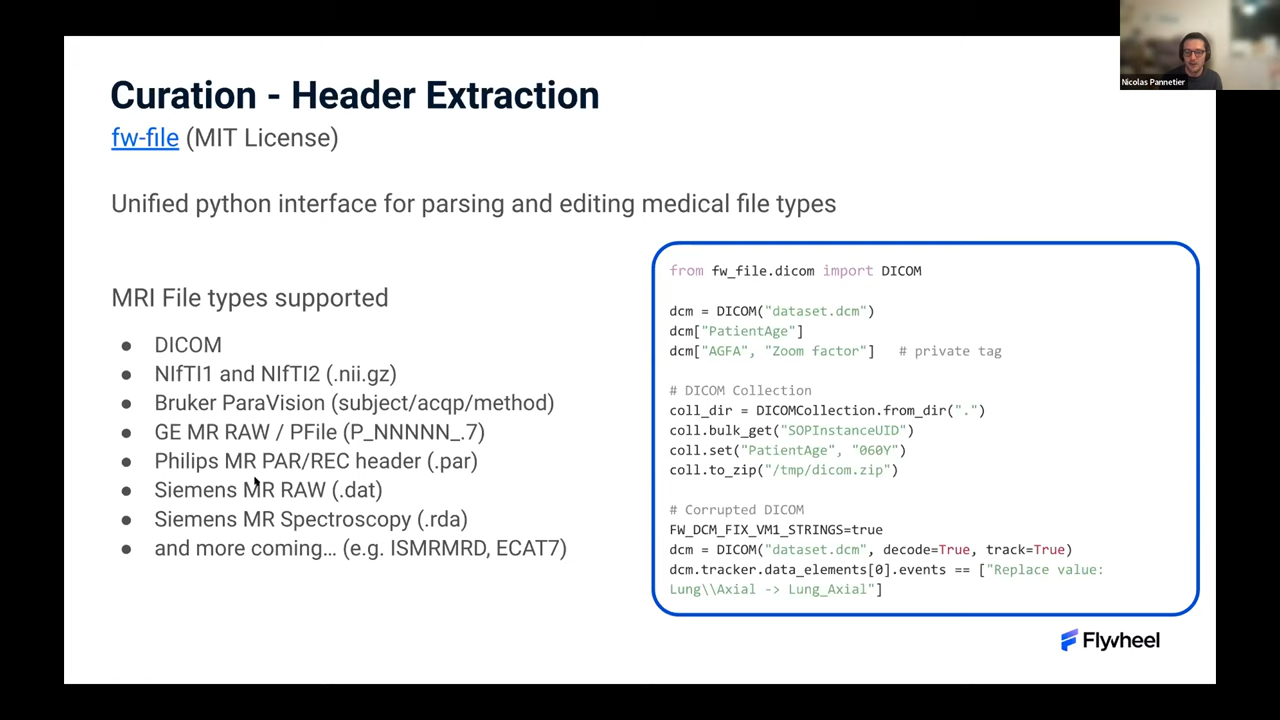 Nicolas Pannetier
Curation - Header Extraction
fw-file (MIT License)
Unified python interface for parsing and editing medical file types
MRI File types supported
● DICOM
● NIfTI1 and NIfTI2 (.nii.gz)
● Bruker ParaVision (subject/acqp/method)
● GE MR RAW / PFile (P_NNNNN_.7)
● Philips MR PAR/REC header (.par)
● Siemens MR RAW (.dat)
● Siemens MR Spectroscopy (.rda)
● and more coming… (e.g. ISMRMRD, ECAT7)
from fw_file.dicom import DICOM
dcm = DICOM("dataset.dcm")
dcm["PatientAge"]
dcm["AGFA", "Zoom factor"]   # private tag
# DICOM Collection
coll_dir = DICOMCollection.from_dir(".")
coll.bulk_get("SOPInstanceUID")
coll.set("PatientAge", "060Y")
coll.to_zip("/tmp/dicom.zip")
# Corrupted DICOM
FW_DCM_FIX_VM1_STRINGS=true
dcm = DICOM("dataset.dcm", decode=True, track=True)
dcm.tracker.data_elements[0].events == ["Replace value:
Lung\\Axial -> Lung_Axial"]
Flywheel